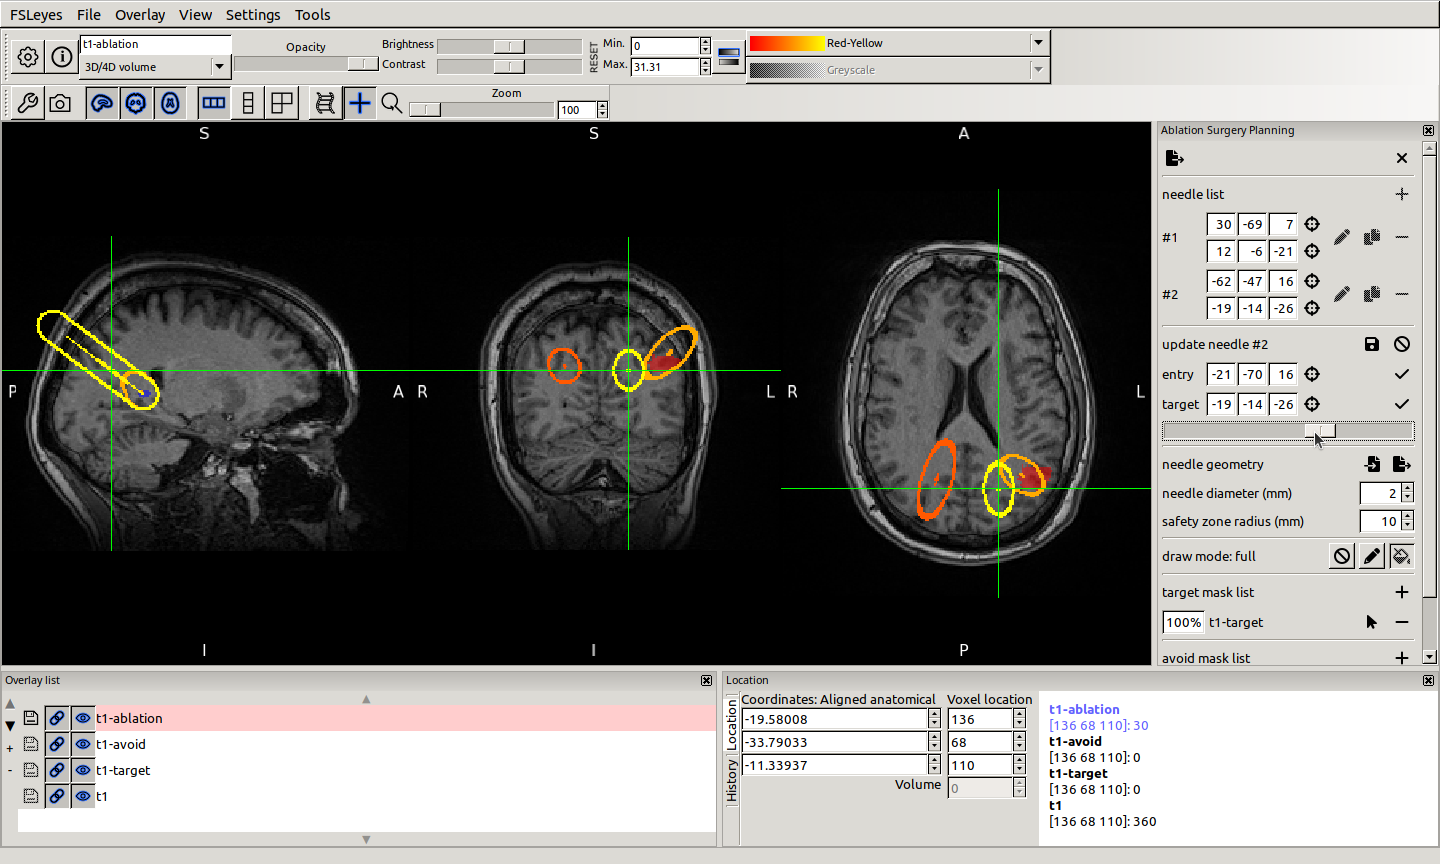 FSLeyes File Overlay View Settings Tools
t1-ablation
3D/4D volume
Opacity
Brightness
Contrast
RESET
Min. 0
Max. 31.31
Red-Yellow
Greyscale
Zoom
100
S S A
P A R L R L
I I P
Ablation Surgery Planning
needle list
#1 30 -69 7
12 -6 -21
#2 -62 -47 16
-19 -14 -26
update needle #2
entry -21 -70 16
target -19 -14 -26
needle geometry
needle diameter (mm) 2
safety zone radius (mm) 10
draw mode: full
target mask list
100% t1-target
avoid mask list
Overlay list
t1-ablation
t1-avoid
t1-target
t1
Location
Location
History
Coordinates: Aligned anatomical Voxel location
-19.58008 136
-33.79033 68
-11.33937 110
Volume 0
t1-ablation
[136 68 110]: 30
t1-avoid
[136 68 110]: 0
t1-target
[136 68 110]: 0
t1
[136 68 110]: 360